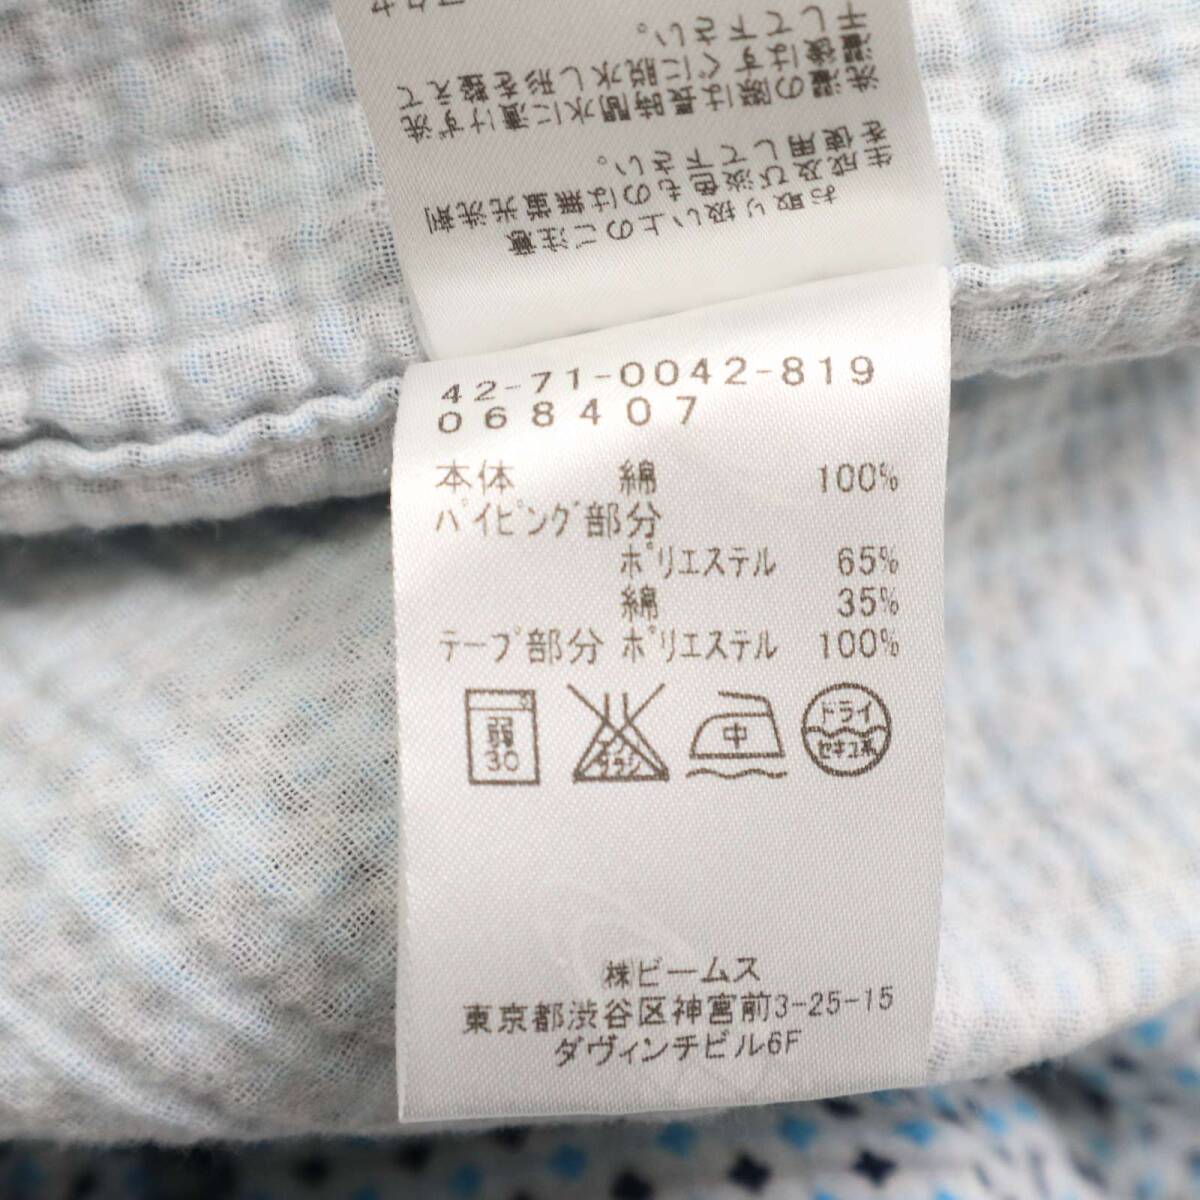 お取り扱い上のご注意
生成及び淡色ものは無蛍光洗剤
を使用して下さい。
洗濯の際は長時間水に漬けず洗
濯後はすぐに脱水し形を整えて
干して下さい。
42-71-0042-819
068407
本体 綿 100%
パイピング部分
ポリエステル 65%
綿 35%
テープ部分 ポリエステル 100%
弱
30
エンソ
サラシ
中
ドライ
セキユ系
㈱ビームス
東京都渋谷区神宮前3-25-15
ダヴィンチビル6F